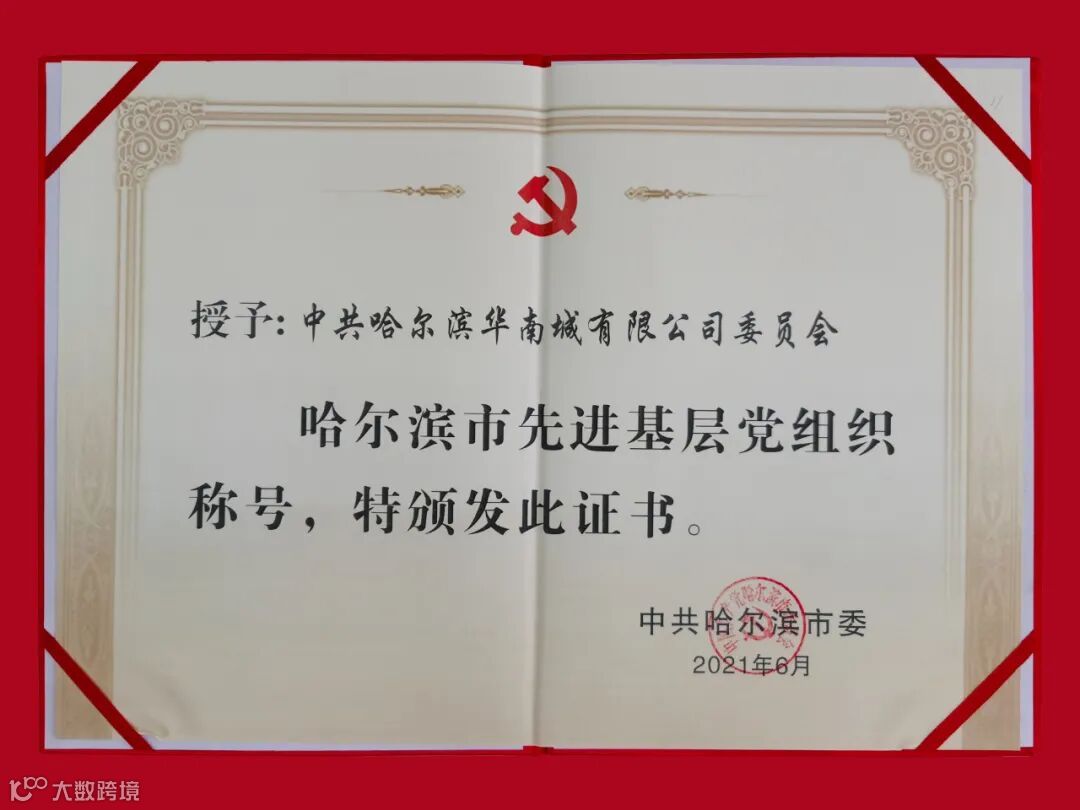 授予:中共哈尔滨华南城有限公司委员会
哈尔滨市先进基层党组织
称号，特颁发此证书。
中共哈尔滨市委
2021年6月
大数跨境